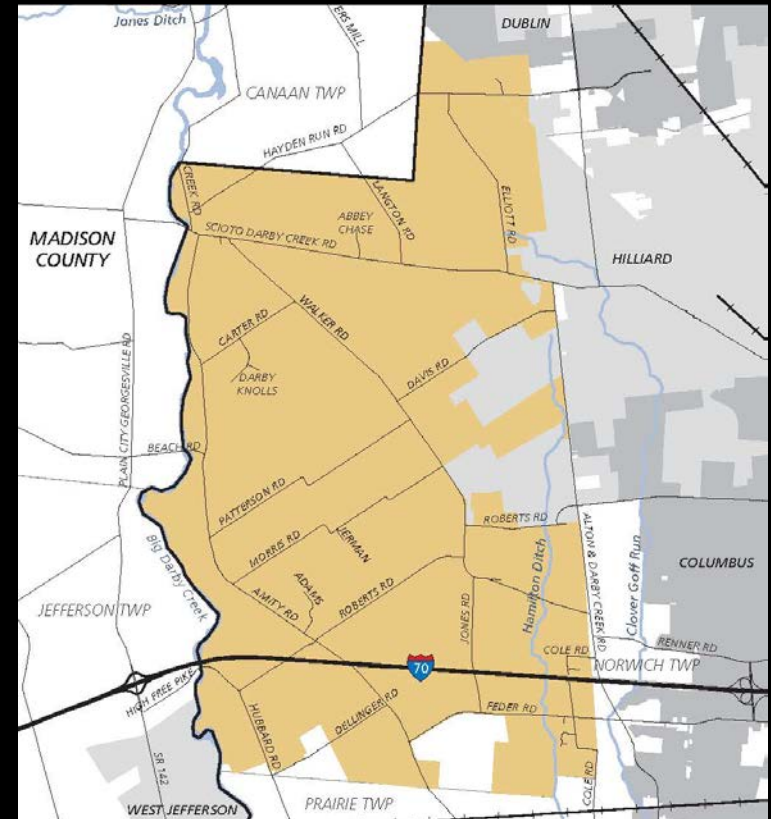 Jones Ditch
ERS MILL
DUBLIN
CANAAN TWP
HAYDEN RUN RD
CREEK RD
LANGTON RD
ELLIOTT RD
ABBEY
CHASE
SCIOTO DARBY CREEK RD
MADISON
COUNTY
HILLIARD
WALKER RD
CARTER RD
DARBY
KNOLLS
DAVIS RD
PLAIN CITY GEORGESVILLE RD
BEACH RD
PATTERSON RD
ROBERTS RD
Big Darby Creek
MORRIS RD
JERMAN
ALTON & DARBY CREEK RD
Hamilton Ditch
Clover Goff Run
COLUMBUS
ADAMS
AMITY RD
ROBERTS RD
JONES RD
JEFFERSON TWP
COLE RD
RENNER RD
NORWICH TWP
70
HIGH FREE PIKE
HUBBARD RD
DELLINGER RD
FEDER RD
SR 142
COLE RD
WEST JEFFERSON
PRAIRIE TWP